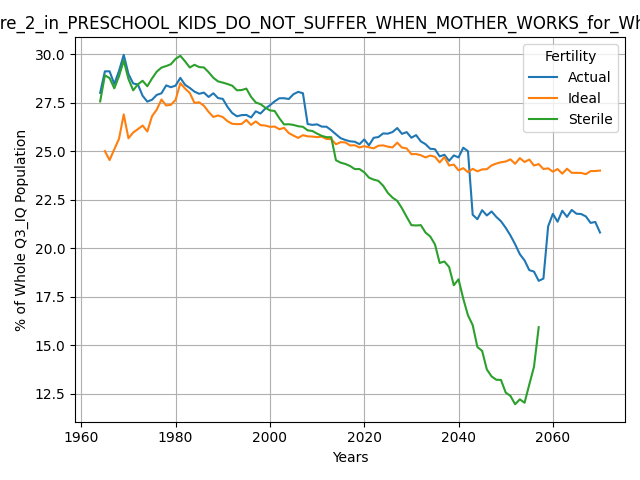 re_2_in_PRESCHOOL_KIDS_DO_NOT_SUFFER_WHEN_MOTHER_WORKS_for_Wh
Fertility
Actual
Ideal
Sterile
% of Whole Q3_IQ Population
30.0
27.5
25.0
22.5
20.0
17.5
15.0
12.5
1960 1980 2000 2020 2040 2060
Years